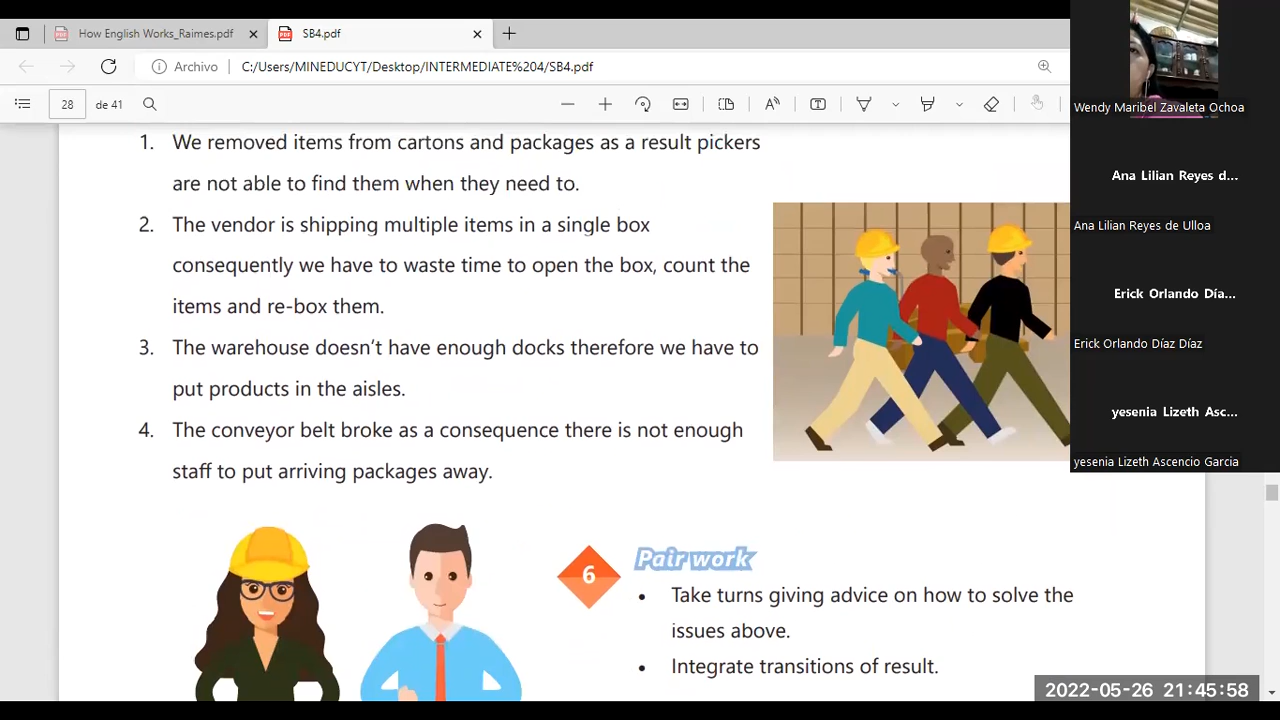 How English Works_Raimes.pdf
SB4.pdf
Archivo
C:/Users/MINEDUCYT/Desktop/INTERMEDIATE%204/SB4.pdf
28
de 41
1. We removed items from cartons and packages as a result pickers
are not able to find them when they need to.
2. The vendor is shipping multiple items in a single box
consequently we have to waste time to open the box, count the
items and re-box them.
3. The warehouse doesn't have enough docks therefore we have to
put products in the aisles.
4. The conveyor belt broke as a consequence there is not enough
staff to put arriving packages away.
6
Pair work
• Take turns giving advice on how to solve the
issues above.
• Integrate transitions of result.
Wendy Maribel Zavaleta Ochoa
Ana Lilian Reyes d...
Ana Lilian Reyes de Ulloa
Erick Orlando Día...
Erick Orlando Díaz Díaz
yesenia Lizeth Asc...
yesenia Lizeth Ascencio Garcia
2022-05-26 21:45:58